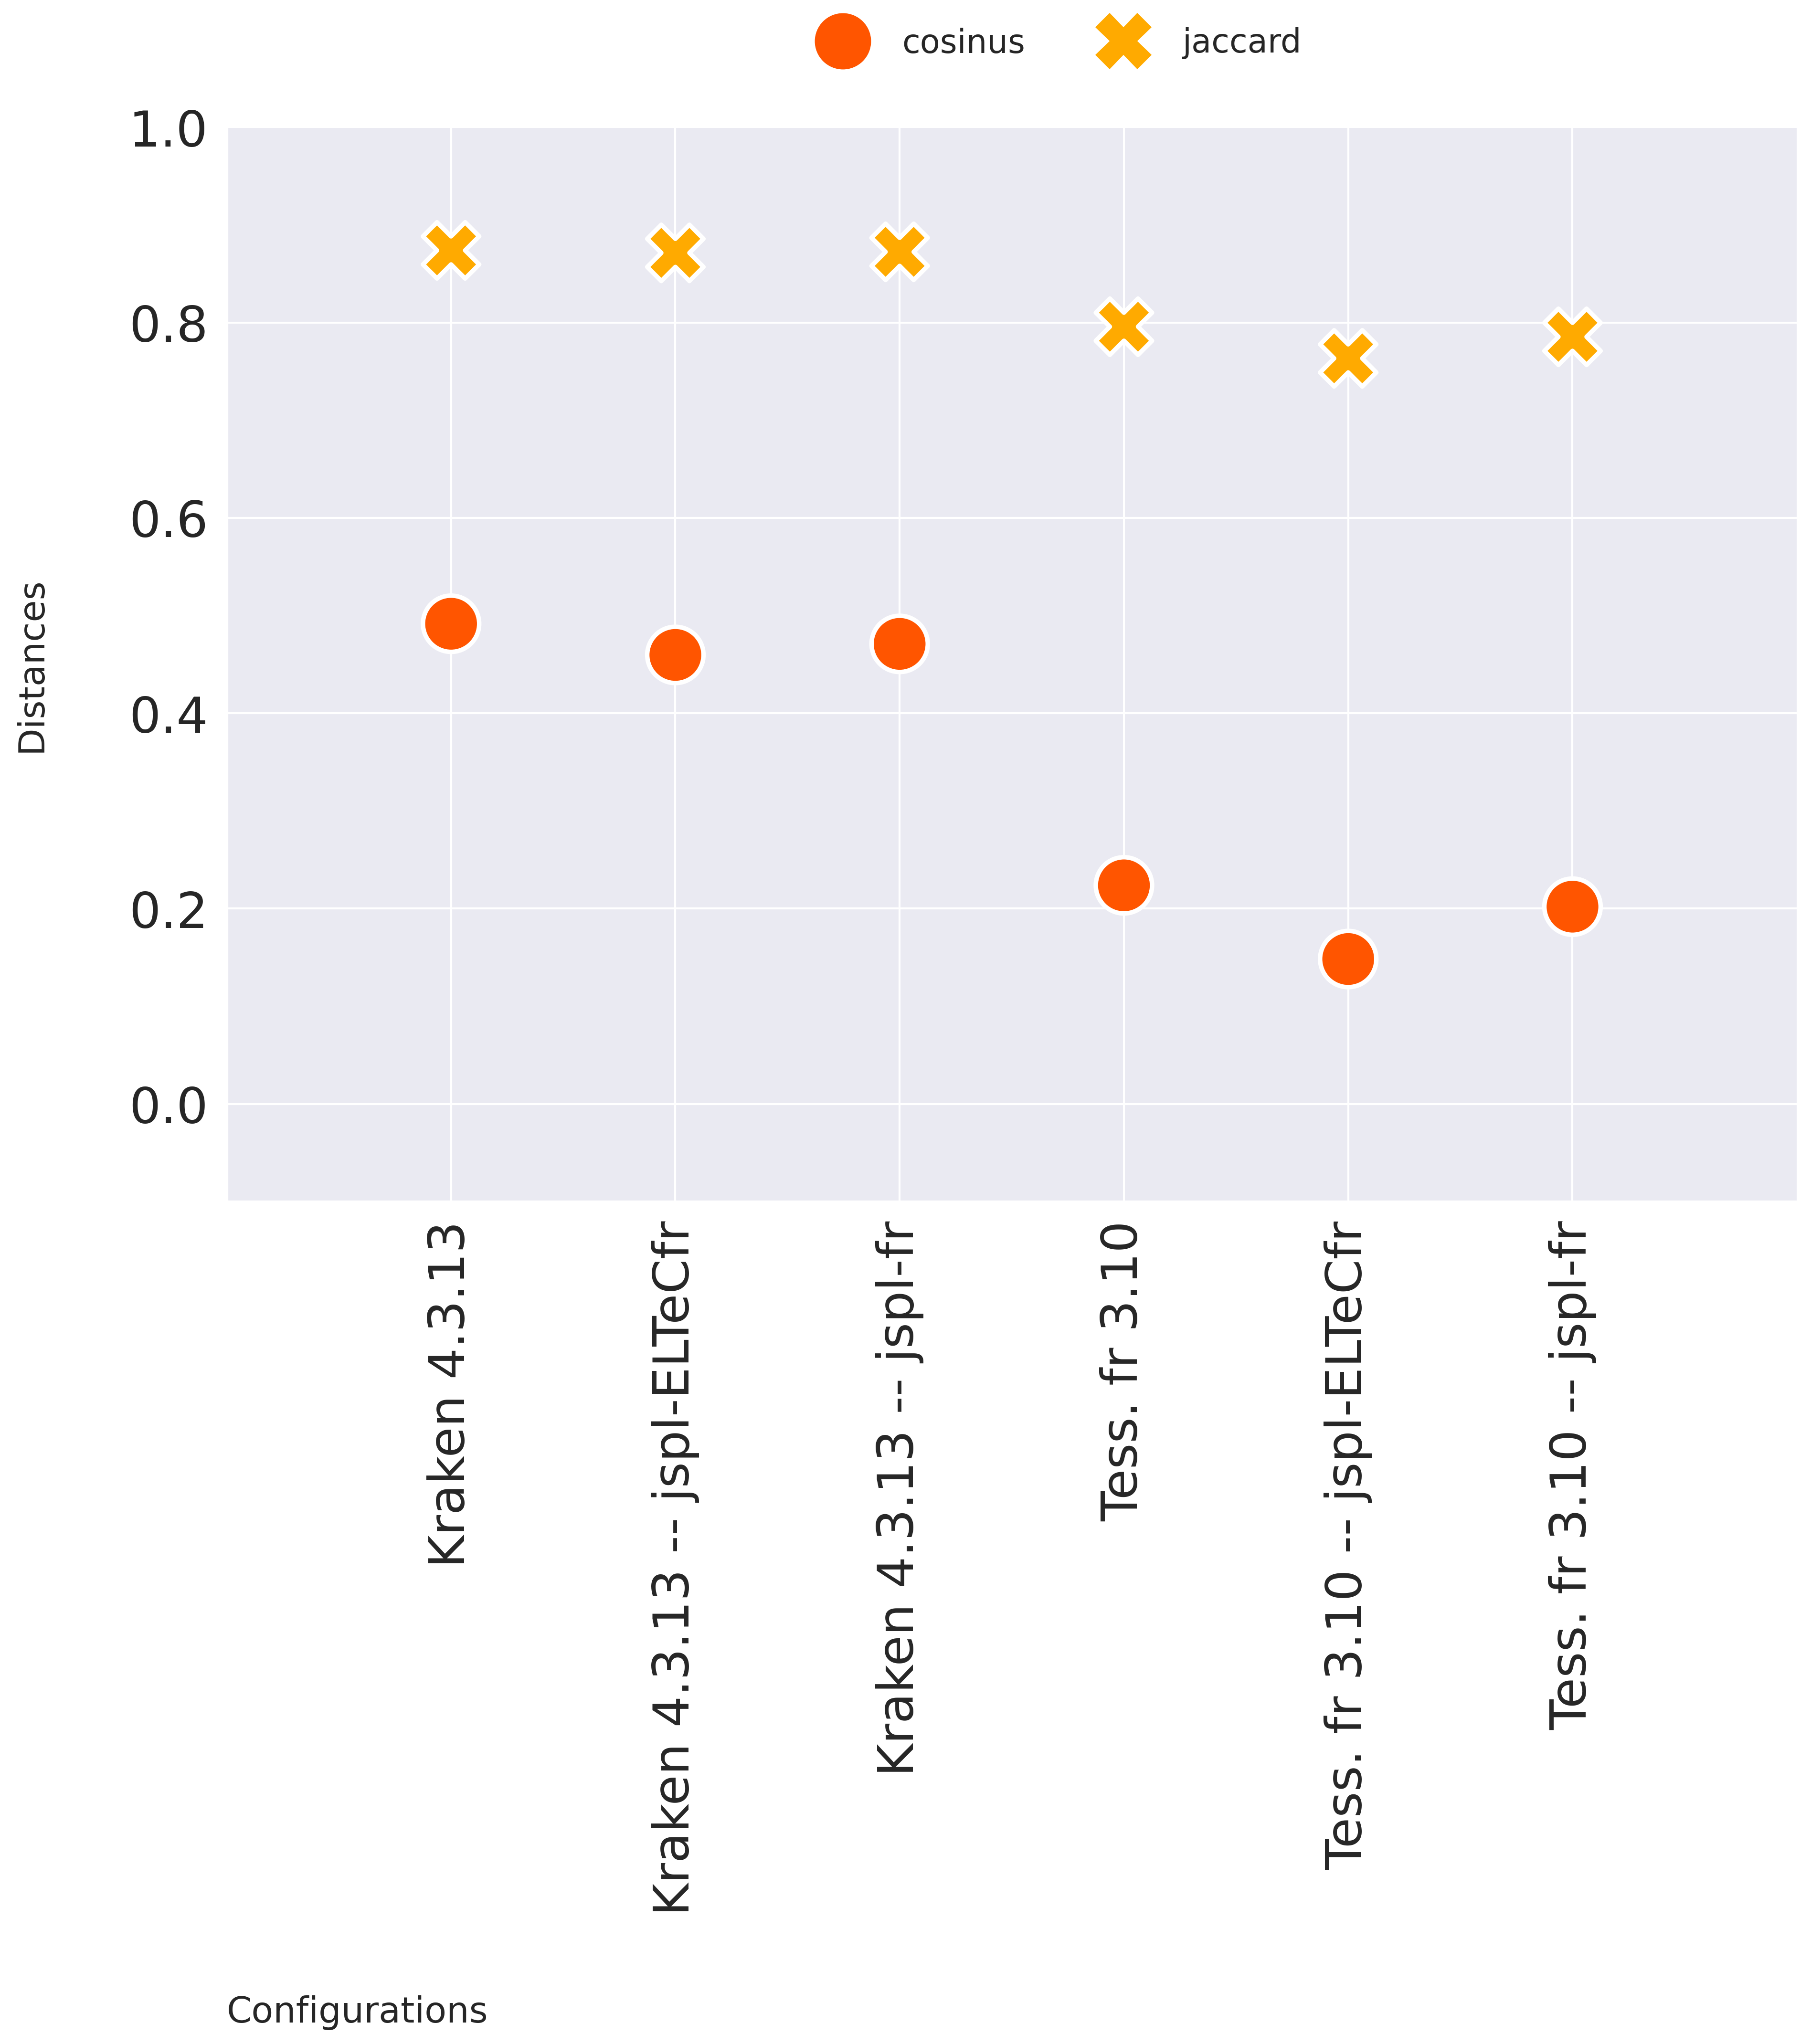 cosinus
jaccard
1.0
0.8
0.6
0.4
0.2
0.0
Distances
Kraken 4.3.13
Kraken 4.3.13 -- jspl-ELTeCfr
Kraken 4.3.13 -- jspl-fr
Tess. fr 3.10
Tess. fr 3.10 -- jspl-ELTeCfr
Tess. fr 3.10 -- jspl-fr
Configurations